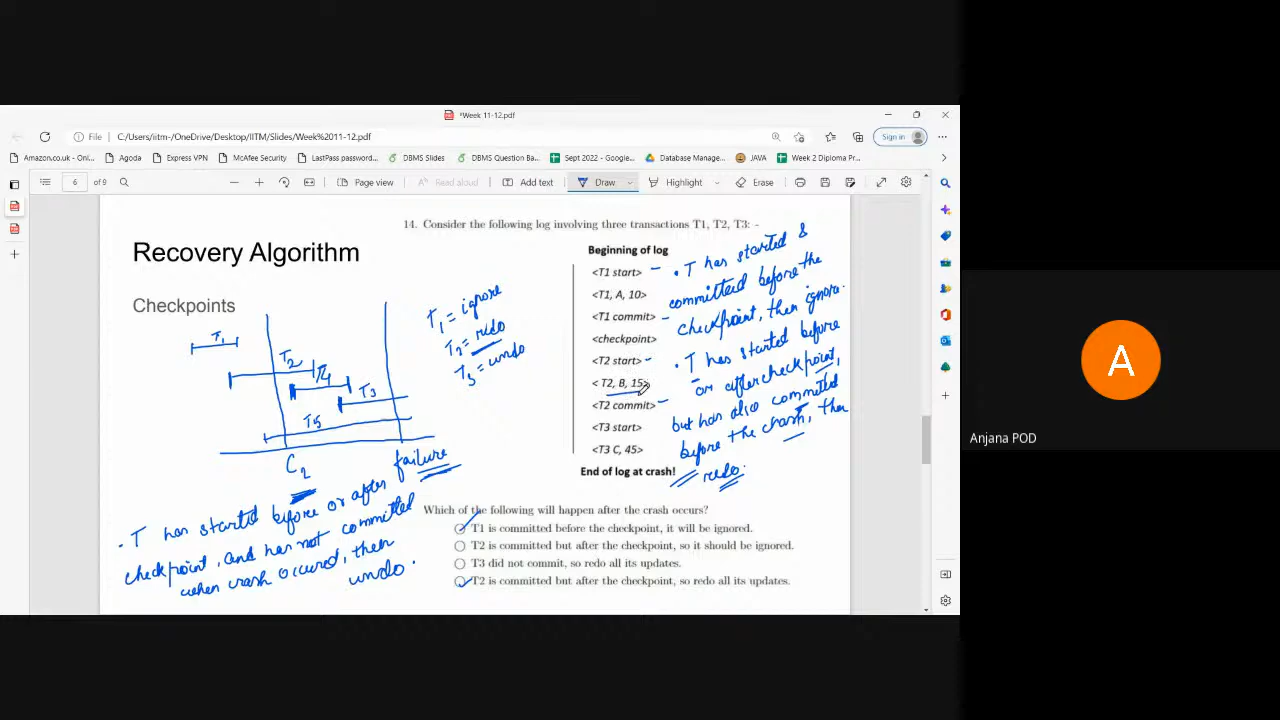 *Week 11-12.pdf
File
C:/Users/iitm-/OneDrive/Desktop/IITM/Slides/Week%2011-12.pdf
Sign in
Amazon.co.uk - Onl...
Agoda
Express VPN
McAfee Security
LastPass password...
DBMS Slides
DBMS Question Ba...
Sept 2022 - Google...
Database Manage...
JAVA
Week 2 Diploma Pr...
6 of 9
Page view
Read aloud
Add text
Draw
Highlight
Erase
14. Consider the following log involving three transactions T1, T2, T3: -
Recovery Algorithm
Checkpoints
Beginning of log
<T1 start>
<T1, A, 10>
<T1 commit>
<checkpoint>
<T2 start>
< T2, B, 15>
<T2 commit>
<T3 start>
<T3 C, 45>
End of log at crash!
T1
T2
T4
T3
T5
C2
failure
T1 = ignore
T2 = redo
T3 = undo
• T has started &
committed before the
checkpoint, then ignore.
• T has started before
or after checkpoint,
but has also committed
before the crash, then
redo.
• T has started before or after
checkpoint, and has not committed
when crash occured, then
undo.
Which of the following will happen after the crash occurs?
T1 is committed before the checkpoint, it will be ignored.
T2 is committed but after the checkpoint, so it should be ignored.
T3 did not commit, so redo all its updates.
T2 is committed but after the checkpoint, so redo all its updates.
A
Anjana POD